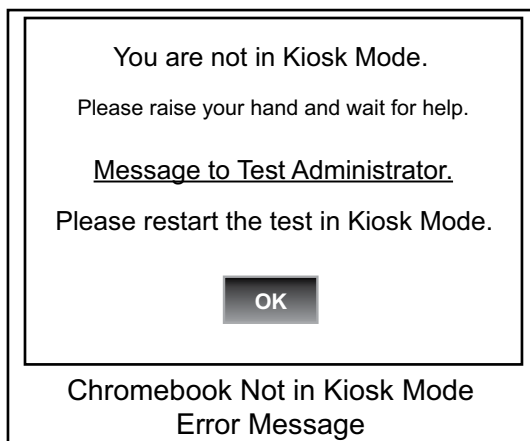 You are not in Kiosk Mode.
Please raise your hand and wait for help.
Message to Test Administrator.
Please restart the test in Kiosk Mode.
OK
Chromebook Not in Kiosk Mode
Error Message